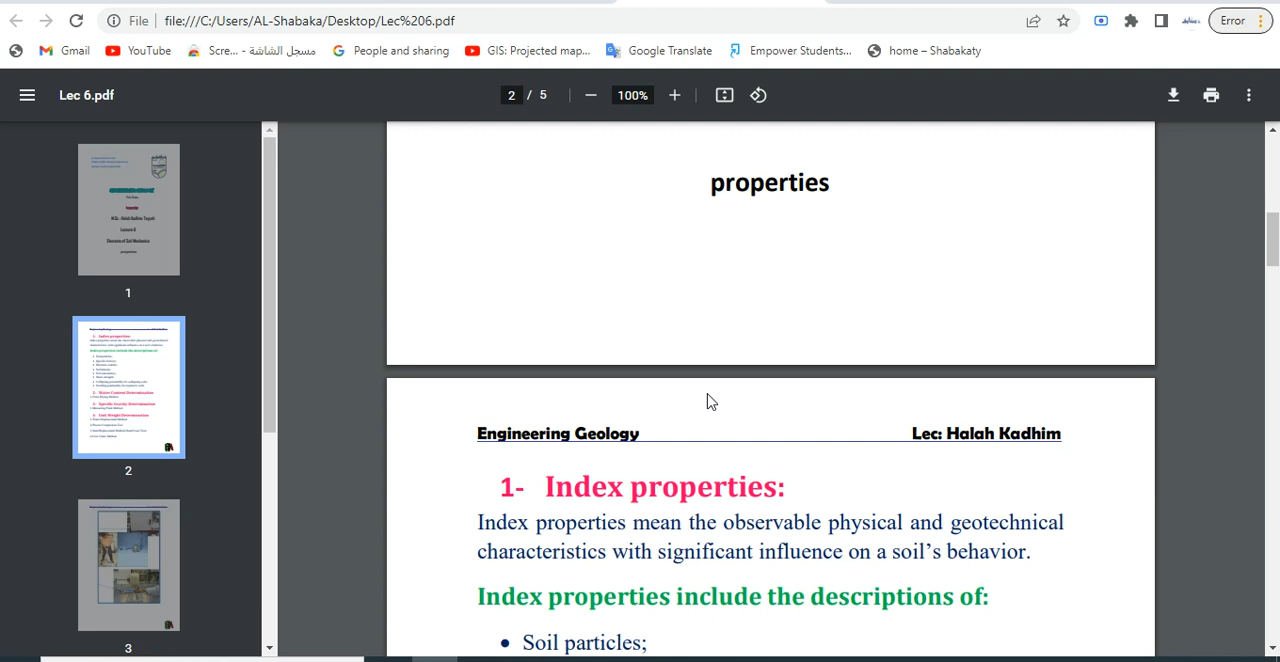 File
file:///C:/Users/AL-Shabaka/Desktop/Lec%206.pdf
Error
Gmail
YouTube
Scre... - مسجل الشاشة
People and sharing
GIS: Projected map...
Google Translate
Empower Students...
home – Shabakaty
Lec 6.pdf
2 / 5
100%
1
2
3
properties
Engineering Geology Lec: Halah Kadhim
1- Index properties:
Index properties mean the observable physical and geotechnical
characteristics with significant influence on a soil’s behavior.
Index properties include the descriptions of:
• Soil particles;